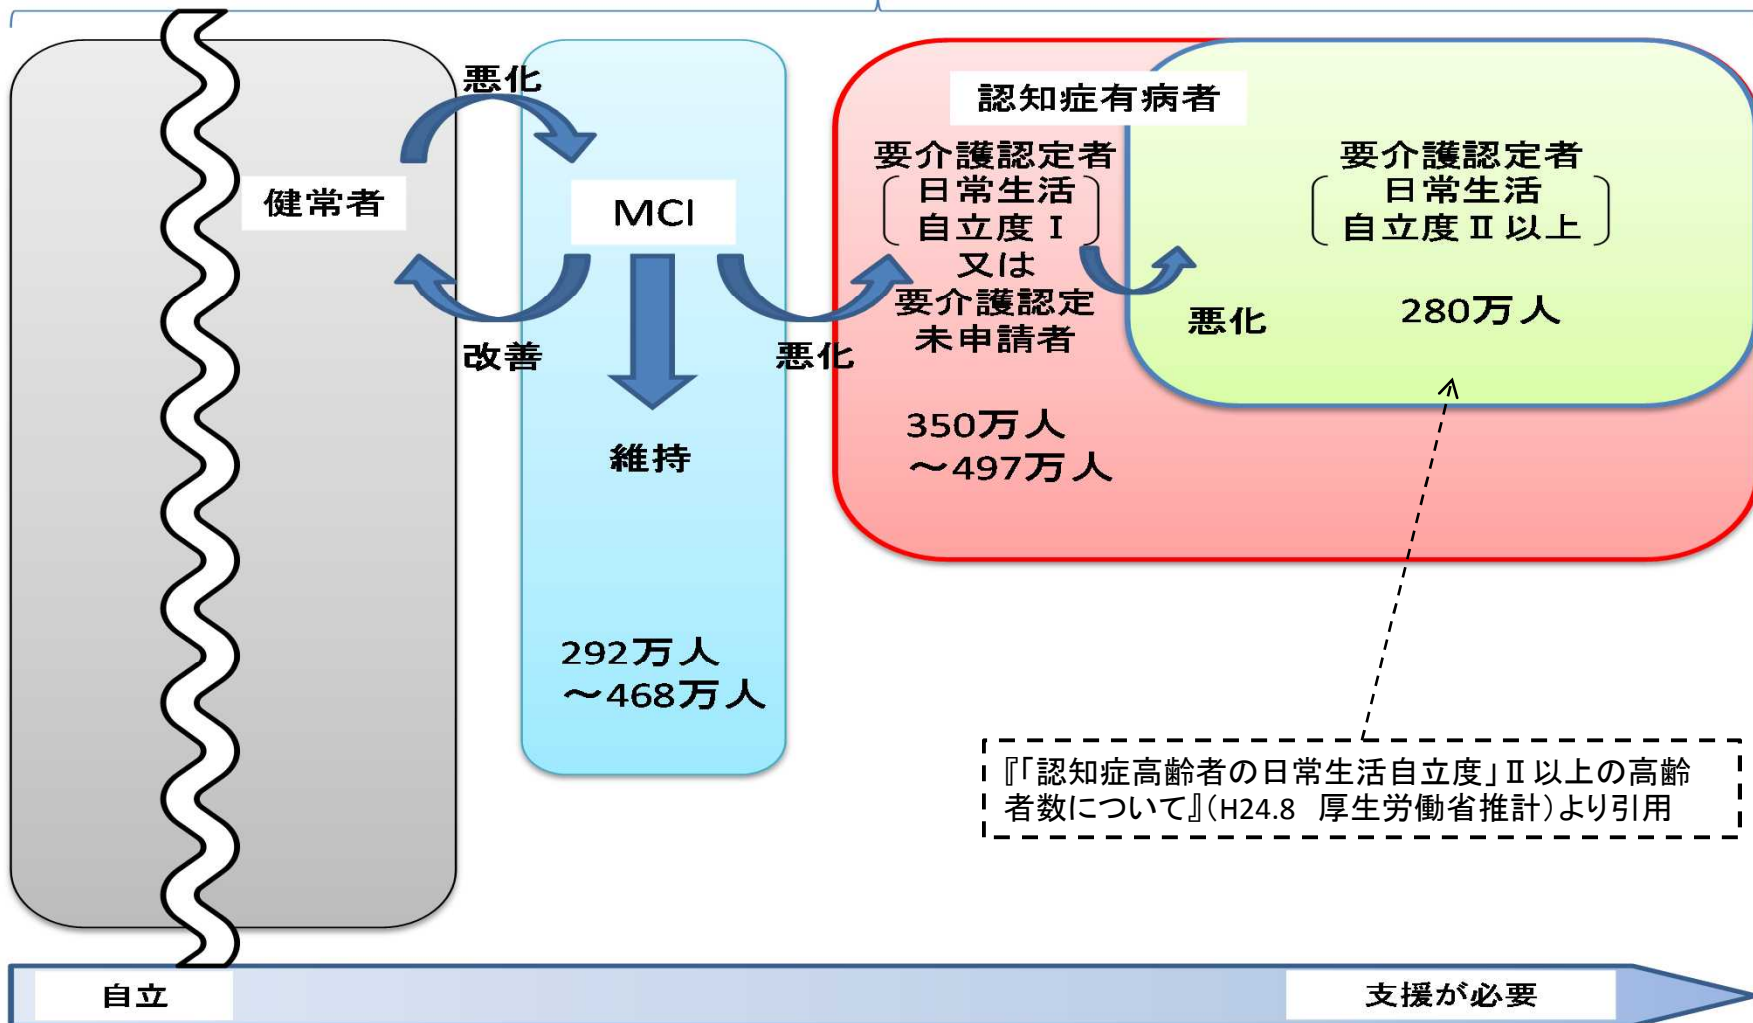 悪化
健常者
改善
MCI
維持
292万人
～468万人
悪化
認知症有病者
要介護認定者
日常生活
自立度Ⅰ
又は
要介護認定
未申請者
350万人
～497万人
悪化
要介護認定者
日常生活
自立度Ⅱ以上
280万人
『「認知症高齢者の日常生活自立度」Ⅱ以上の高齢
者数について』(H24.8　厚生労働省推計)より引用
自立
支援が必要